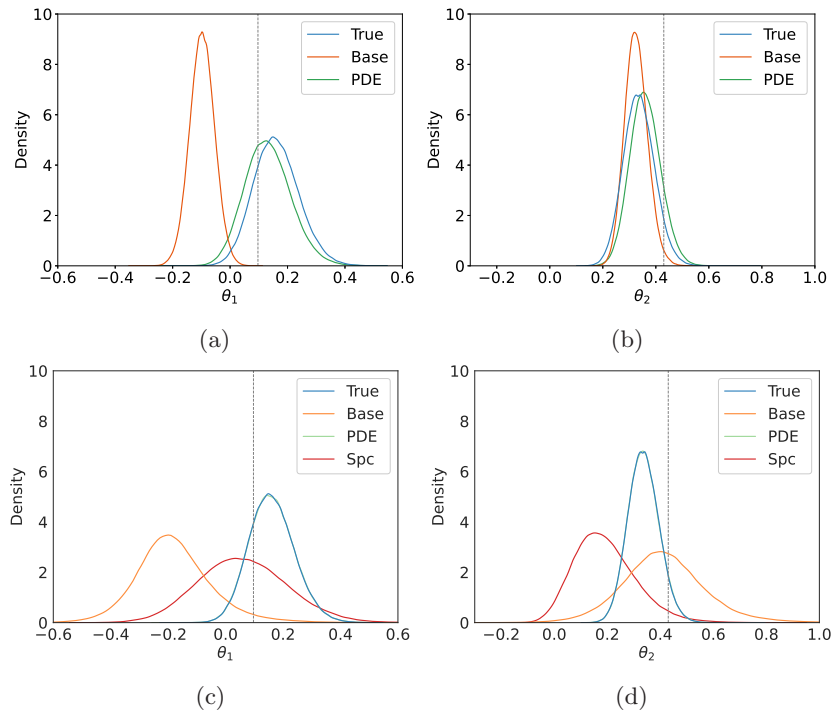 10
8
6
4
2
0
Density
True
Base
PDE
−0.6 −0.4 −0.2 0.0 0.2 0.4 0.6
θ1
(a)
10
8
6
4
2
0
Density
True
Base
PDE
0.0 −0.2 0.2 0.4 0.6 0.8 1.0
θ2
(b)
10
8
6
4
2
0
Density
True
Base
PDE
Spc
−0.6 −0.4 −0.2 0.0 0.2 0.4 0.6
θ1
(c)
10
8
6
4
2
0
Density
True
Base
PDE
Spc
−0.2 0.0 0.2 0.4 0.6 0.8 1.0
θ2
(d)